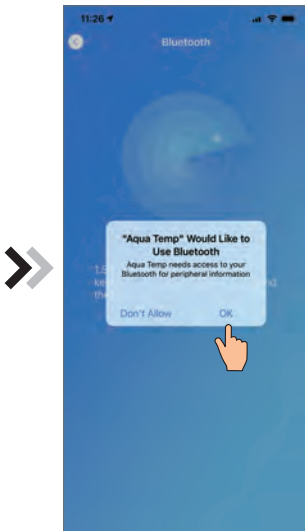 11:26
Bluetooth
"Aqua Temp" Would Like to
Use Bluetooth
Aqua Temp needs access to your
Bluetooth for peripheral information
Don't Allow OK